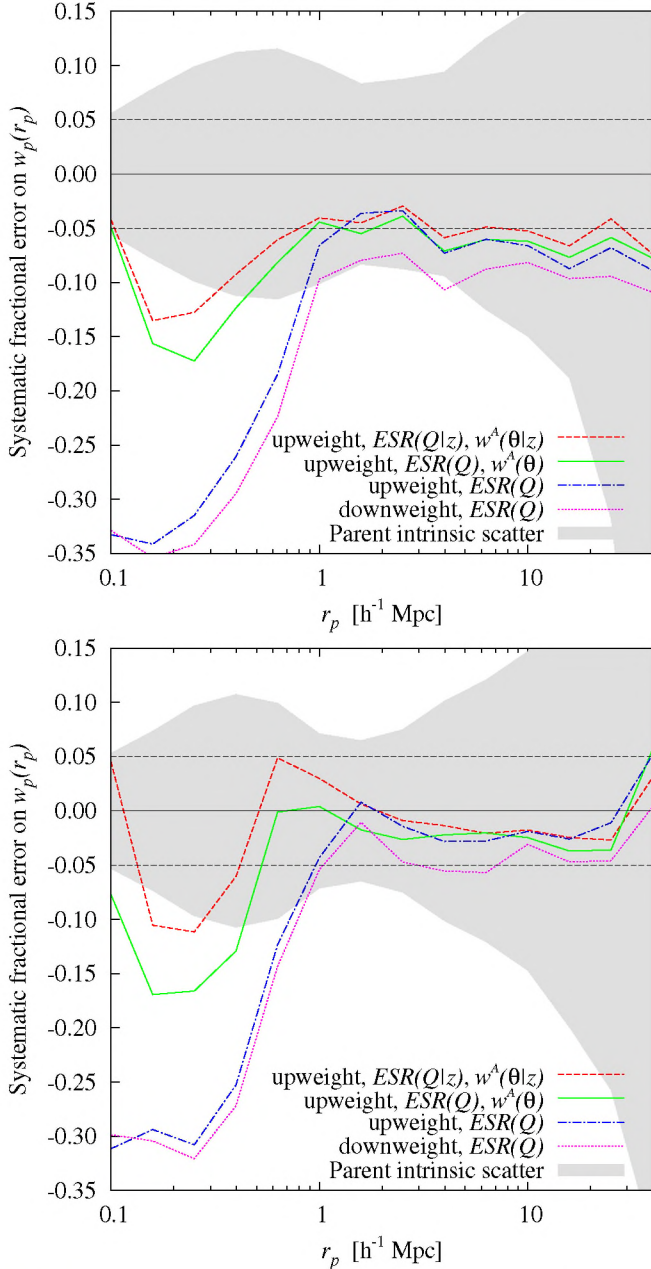 0.15
0.10
0.05
0.00
-0.05
-0.10
-0.15
-0.20
-0.25
-0.30
-0.35
Systematic fractional error on w_p(r_p)
upweight, ESR(Q|z), w^A(θ|z)
upweight, ESR(Q), w^A(θ)
upweight, ESR(Q)
downweight, ESR(Q)
Parent intrinsic scatter
0.1 1 10
r_p [h^-1 Mpc]
0.15
0.10
0.05
0.00
-0.05
-0.10
-0.15
-0.20
-0.25
-0.30
-0.35
Systematic fractional error on w_p(r_p)
upweight, ESR(Q|z), w^A(θ|z)
upweight, ESR(Q), w^A(θ)
upweight, ESR(Q)
downweight, ESR(Q)
Parent intrinsic scatter
0.1 1 10
r_p [h^-1 Mpc]